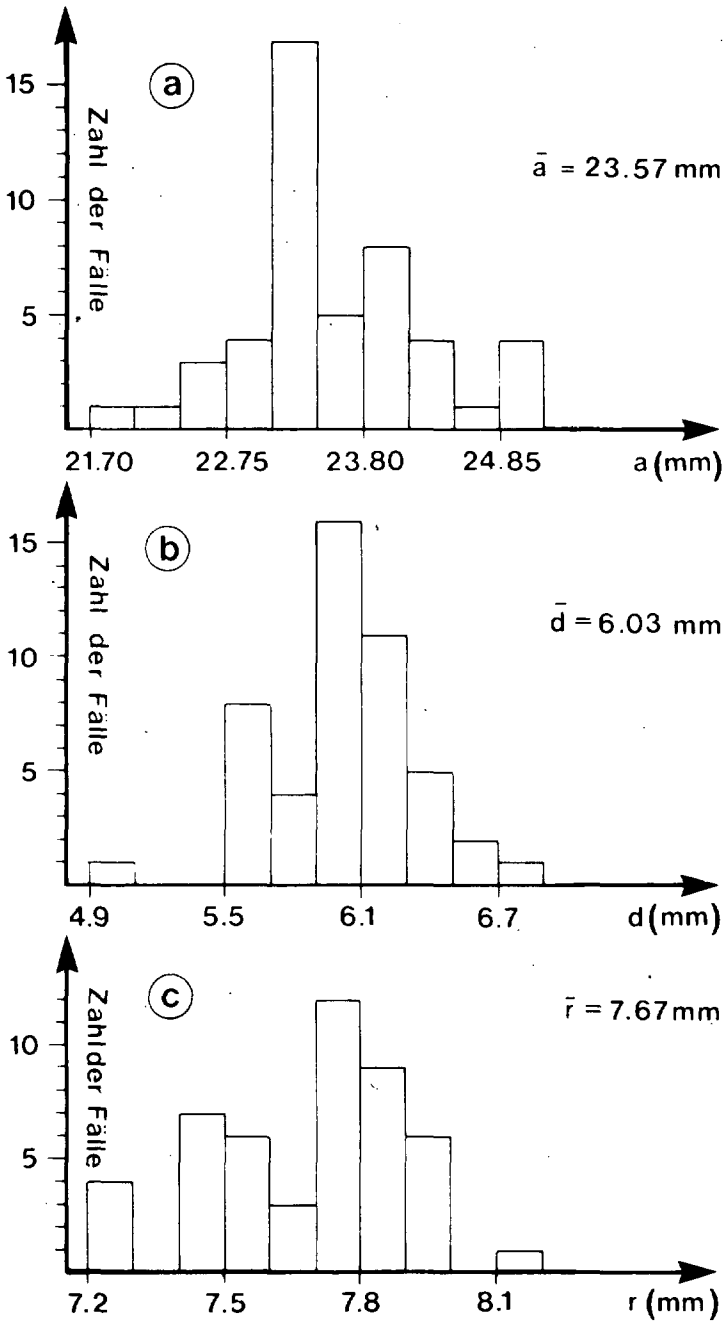 15
10
5
Zahl der Fälle
a
ā = 23.57 mm
21.70 22.75 23.80 24.85 a (mm)
15
10
5
Zahl der Fälle
b
d̄ = 6.03 mm
4.9 5.5 6.1 6.7 d (mm)
10
5
Zahl der Fälle
c
r̄ = 7.67 mm
7.2 7.5 7.8 8.1 r (mm)